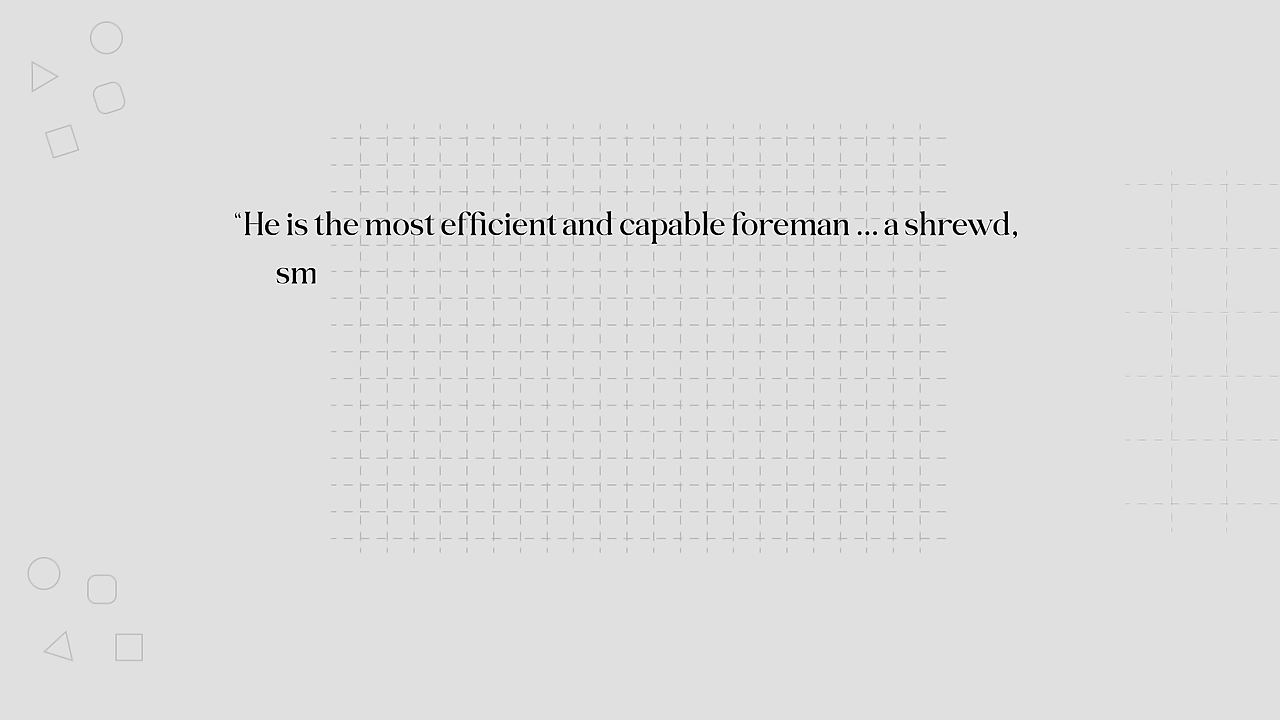 “He is the most efficient and capable foreman ... a shrewd,
sm